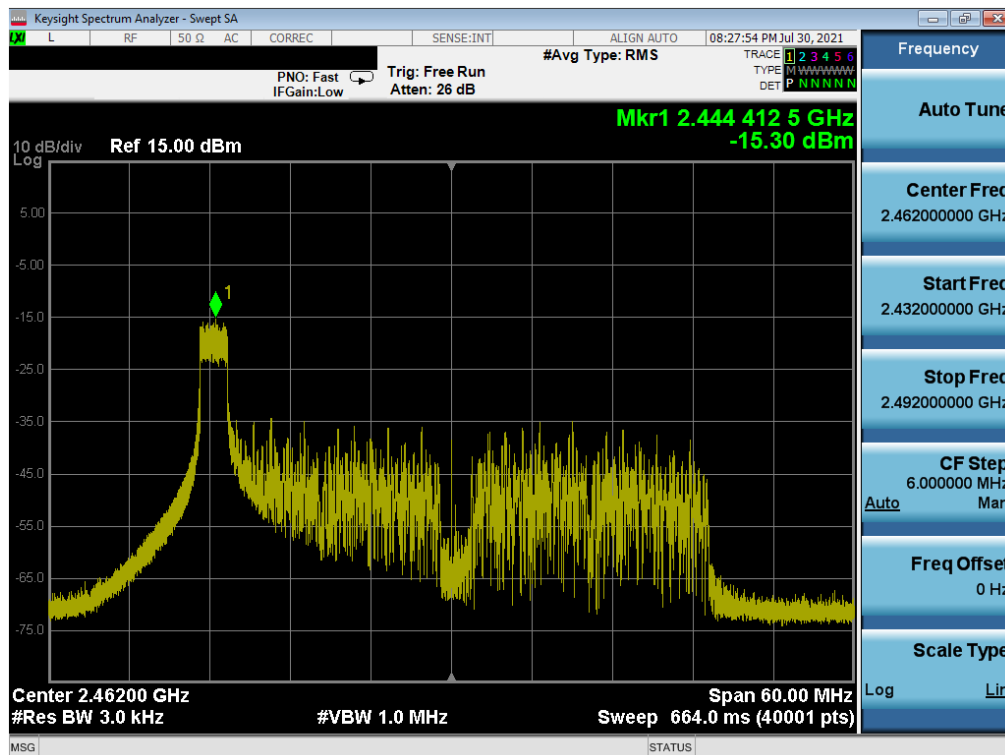 Keysight Spectrum Analyzer - Swept SA
LXI L RF 50 Ω AC CORREC SENSE:INT ALIGN AUTO 08:27:54 PM Jul 30, 2021
#Avg Type: RMS TRACE 1 2 3 4 5 6
PNO: Fast Trig: Free Run TYPE M WWWWW
IFGain:Low Atten: 26 dB DET P N N N N N
Mkr1 2.444 412 5 GHz
-15.30 dBm
10 dB/div Ref 15.00 dBm
Log
5.00
-5.00
1
-15.0
-25.0
-35.0
-45.0
-55.0
-65.0
-75.0
Center 2.46200 GHz Span 60.00 MHz
#Res BW 3.0 kHz #VBW 1.0 MHz Sweep 664.0 ms (40001 pts)
MSG STATUS
Frequency
Auto Tune
Center Freq
2.462000000 GHz
Start Freq
2.432000000 GHz
Stop Freq
2.492000000 GHz
CF Step
6.000000 MHz
Auto Man
Freq Offset
0 Hz
Scale Type
Log Lin